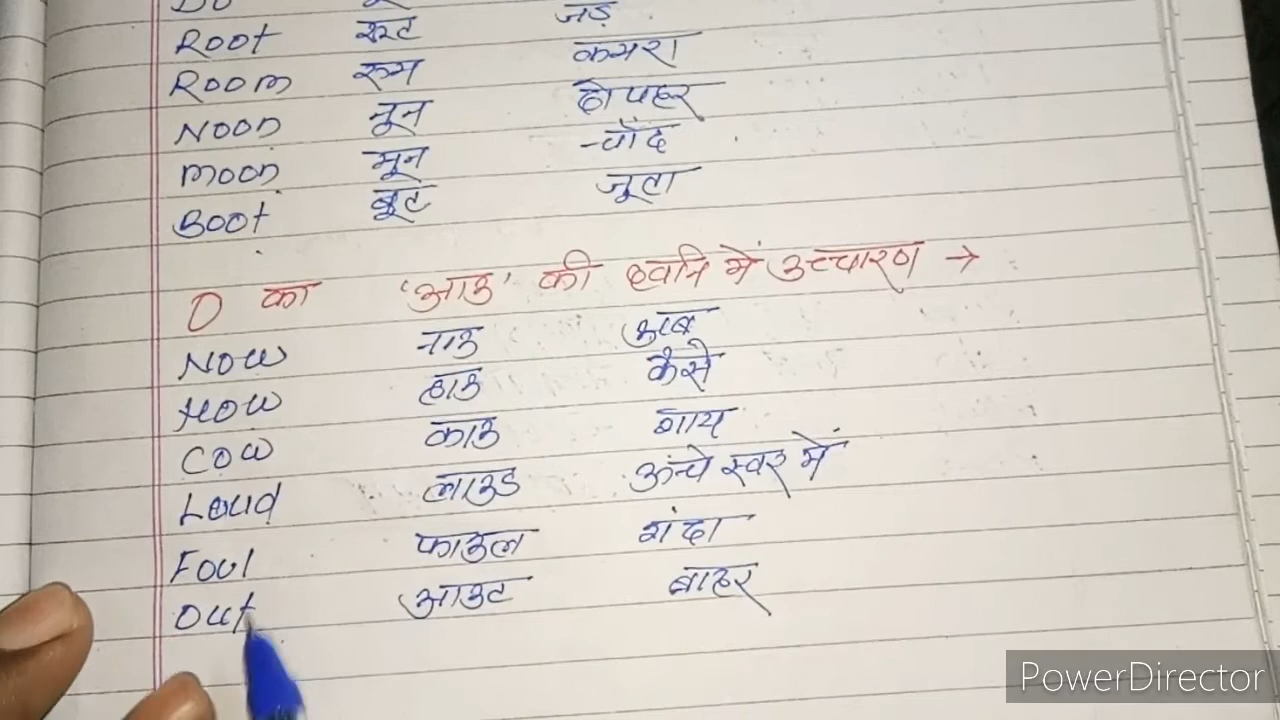 Root रूट जड़
Room रूम कमरा
Noon नून दोपहर
moon मून चाँद
Boot बूट जूता
O का 'आउ' की ध्वनि में उच्चारण →
Now नाउ अब
How हाउ कैसे
Cow काउ गाय
Loud लाउड ऊन्चे स्वर में
Foul फाउल गंदा
Out आउट बाहर
PowerDirector